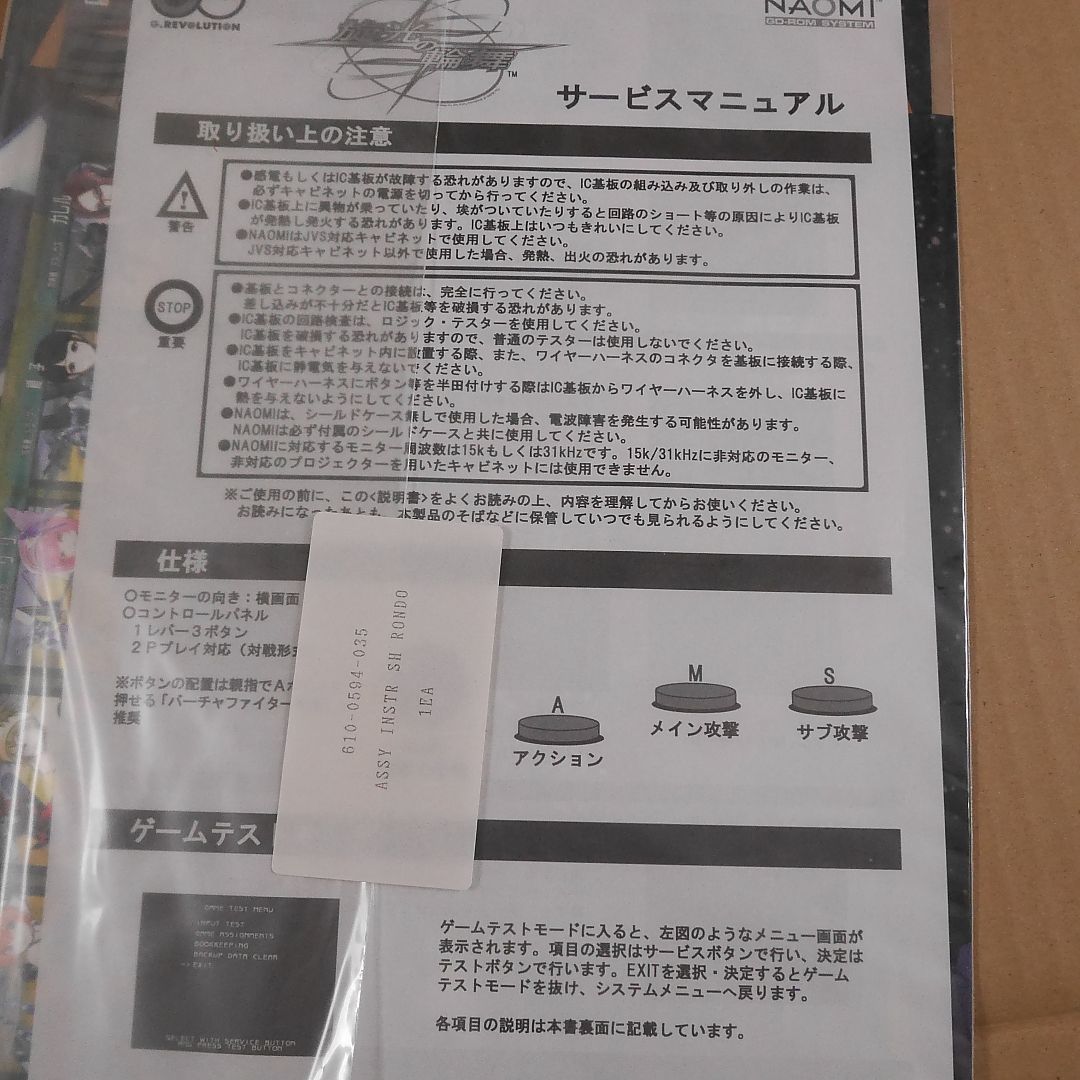 G.REVOLUTION
NAOMI
GD-ROM SYSTEM
旋光の輪舞
TM
サービスマニュアル
取り扱い上の注意
警告
●感電もしくはIC基板が故障する恐れがありますので、IC基板の組み込み及び取り外しの作業は、
必ずキャビネットの電源を切ってから行ってください。
●IC基板上に異物が乗っていたり、埃がついていたりすると回路のショート等の原因によりIC基板
が発熱し発火する恐れがあります。IC基板上はいつもきれいにしてください。
●NAOMIはJVS対応キャビネットで使用してください。
JVS対応キャビネット以外で使用した場合、発熱、出火の恐れがあります。
STOP
重要
●基板とコネクターとの接続は、完全に行ってください。
差し込みが不十分だとIC基板等を破損する恐れがあります。
●IC基板の回路検査は、ロジック・テスターを使用してください。
IC基板を破損する恐れがありますので、普通のテスターは使用しないでください。
●IC基板をキャビネット内に設置する際、また、ワイヤーハーネスのコネクタを基板に接続する際、
IC基板に静電気を与えないでください。
●ワイヤーハーネスにボタン等を半田付けする際はIC基板からワイヤーハーネスを外し、IC基板に
熱を与えないようにしてください。
●NAOMIは、シールドケース無しで使用した場合、電波障害を発生する可能性があります。
NAOMIは必ず付属のシールドケースと共に使用してください。
●NAOMIに対応するモニター周波数は15kもしくは31kHzです。15k/31kHzに非対応のモニター、
非対応のプロジェクターを用いたキャビネットには使用できません。
※ご使用の前に、この<説明書>をよくお読みの上、内容を理解してからお使いください。
お読みになったあとも、本製品のそばなどに保管していつでも見られるようにしてください。
仕様
○モニターの向き：横画面
○コントロールパネル
１レバー３ボタン
２Ｐプレイ対応（対戦形式
※ボタンの配置は親指でAボ
押せる「バーチャファイター
推奨
610-0594-035
ASSY INSTR SH RONDO
1EA
A
アクション
M
メイン攻撃
S
サブ攻撃
ゲームテスト
GAME TEST MENU
INPUT TEST
GAME ASSIGNMENTS
BOOKKEEPING
BACKUP DATA CLEAR
->EXIT
SELECT WITH SERVICE BUTTON
AND PRESS TEST BUTTON
ゲームテストモードに入ると、左図のようなメニュー画面が
表示されます。項目の選択はサービスボタンで行い、決定は
テストボタンで行います。EXITを選択・決定するとゲーム
テストモードを抜け、システムメニューへ戻ります。
各項目の説明は本書裏面に記載しています。